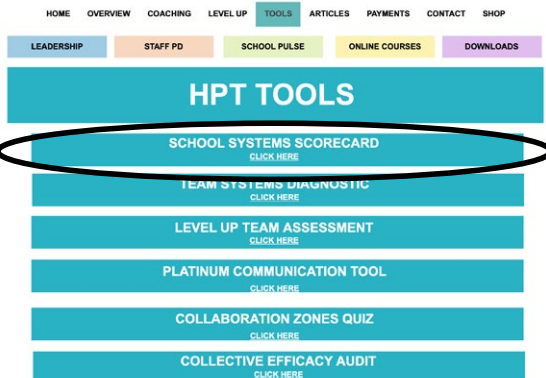 HOME OVERVIEW COACHING LEVEL UP TOOLS ARTICLES PAYMENTS CONTACT SHOP
LEADERSHIP STAFF PD SCHOOL PULSE ONLINE COURSES DOWNLOADS
HPT TOOLS
SCHOOL SYSTEMS SCORECARD
CLICK HERE
TEAM SYSTEMS DIAGNOSTIC
CLICK HERE
LEVEL UP TEAM ASSESSMENT
CLICK HERE
PLATINUM COMMUNICATION TOOL
CLICK HERE
COLLABORATION ZONES QUIZ
CLICK HERE
COLLECTIVE EFFICACY AUDIT
CLICK HERE